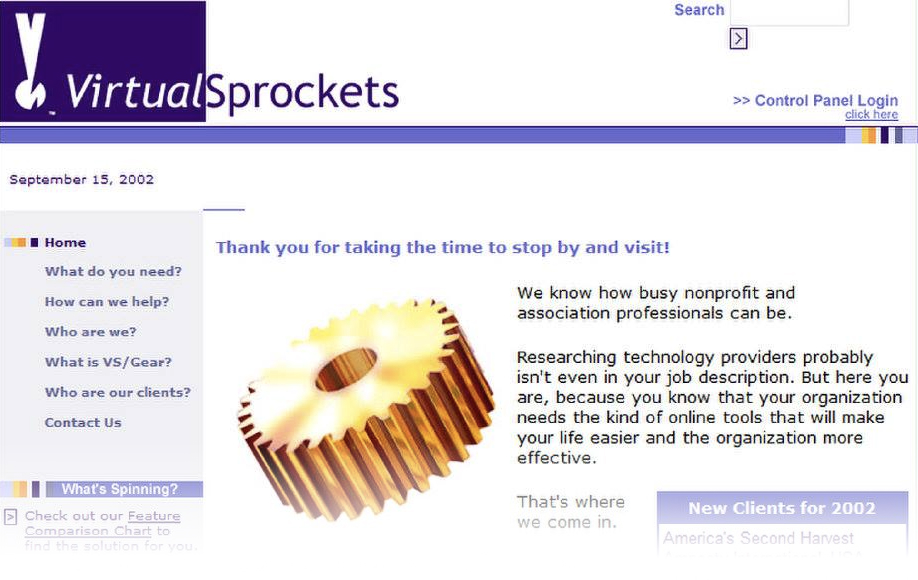 Search
VirtualSprockets
™
>> Control Panel Login
click here
September 15, 2002
Home
What do you need?
How can we help?
Who are we?
What is VS/Gear?
Who are our clients?
Contact Us
What's Spinning?
Check out our Feature
Comparison Chart to
find the solution for you.
Thank you for taking the time to stop by and visit!
We know how busy nonprofit and
association professionals can be.
Researching technology providers probably
isn't even in your job description. But here you
are, because you know that your organization
needs the kind of online tools that will make
your life easier and the organization more
effective.
That's where
we come in.
New Clients for 2002
America's Second Harvest